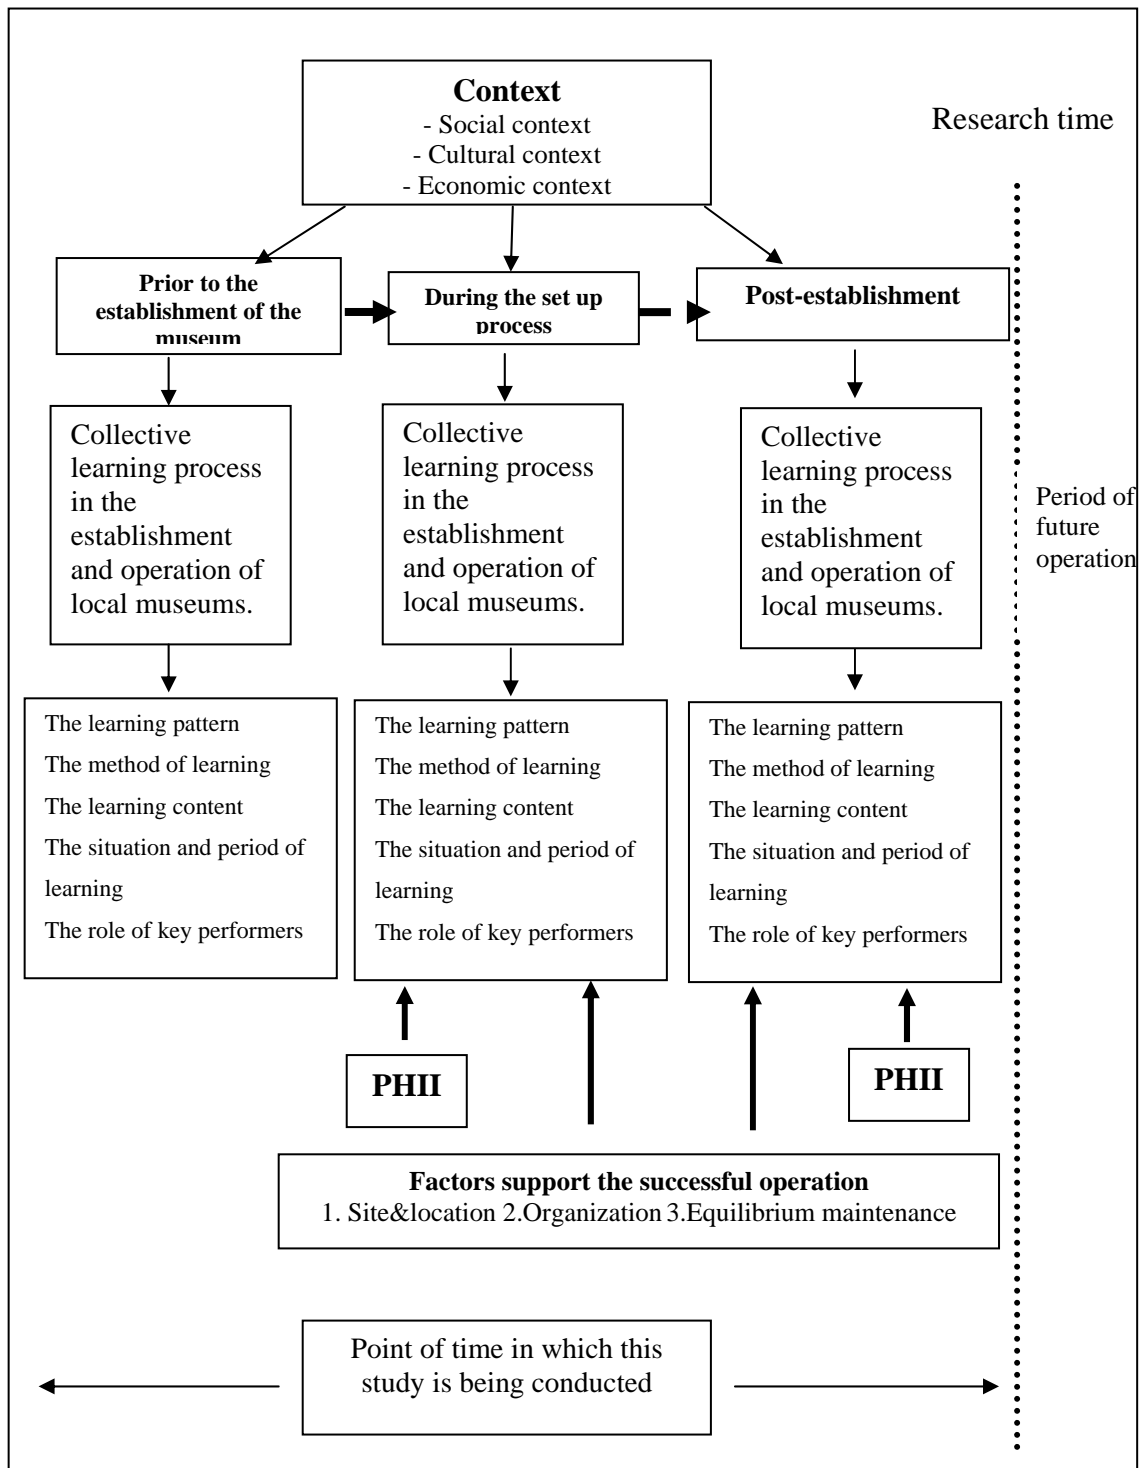 Context
- Social context
- Cultural context
- Economic context
Research time
Prior to the
establishment of the
museum
During the set up
process
Post-establishment
Collective
learning process
in the
establishment
and operation of
local museums.
Collective
learning process
in the
establishment
and operation of
local museums.
Collective
learning process
in the
establishment
and operation of
local museums.
Period of
future
operation
The learning pattern
The method of learning
The learning content
The situation and period of
learning
The role of key performers
The learning pattern
The method of learning
The learning content
The situation and period of
learning
The role of key performers
The learning pattern
The method of learning
The learning content
The situation and period of
learning
The role of key performers
PHII
PHII
Factors support the successful operation
1. Site&location 2.Organization 3.Equilibrium maintenance
Point of time in which this
study is being conducted